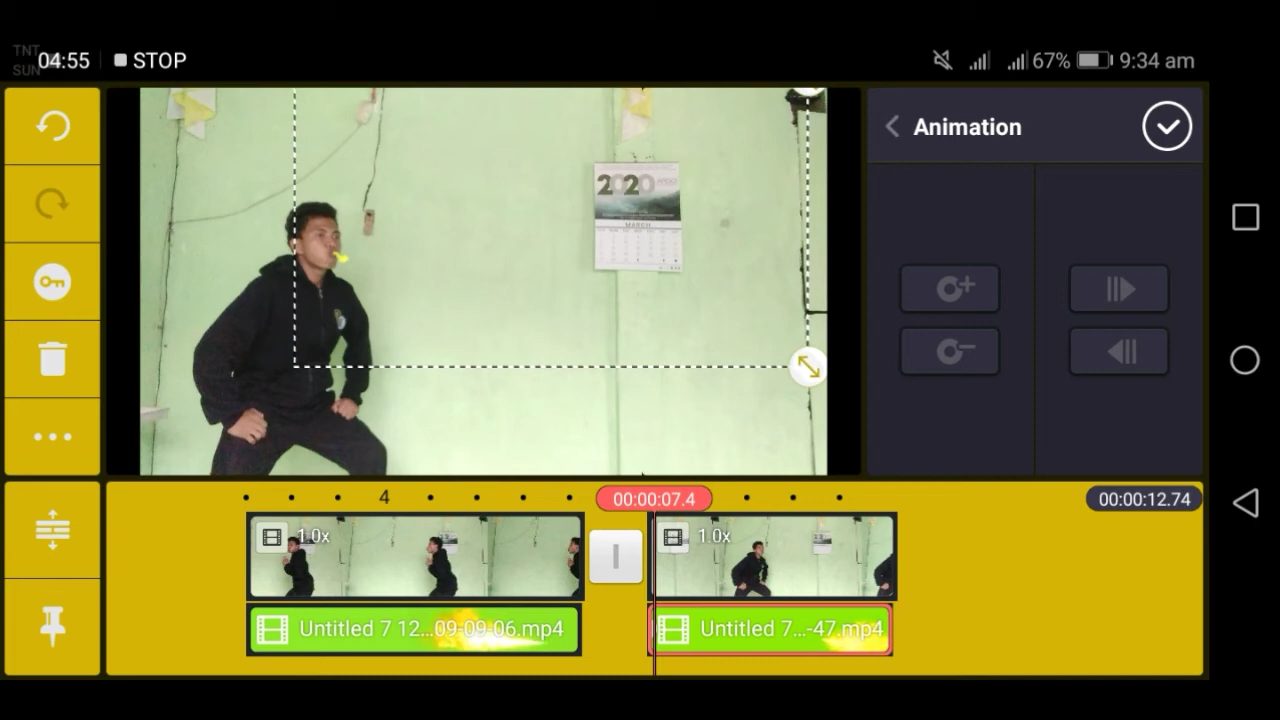 TNT
SUN
04:55 STOP
67% 9:34 am
Animation
2020
MARCH
4
00:00:07.4
00:00:12.74
1.0x
1.0x
Untitled 7 12...09-09-06.mp4
Untitled 7...-47.mp4